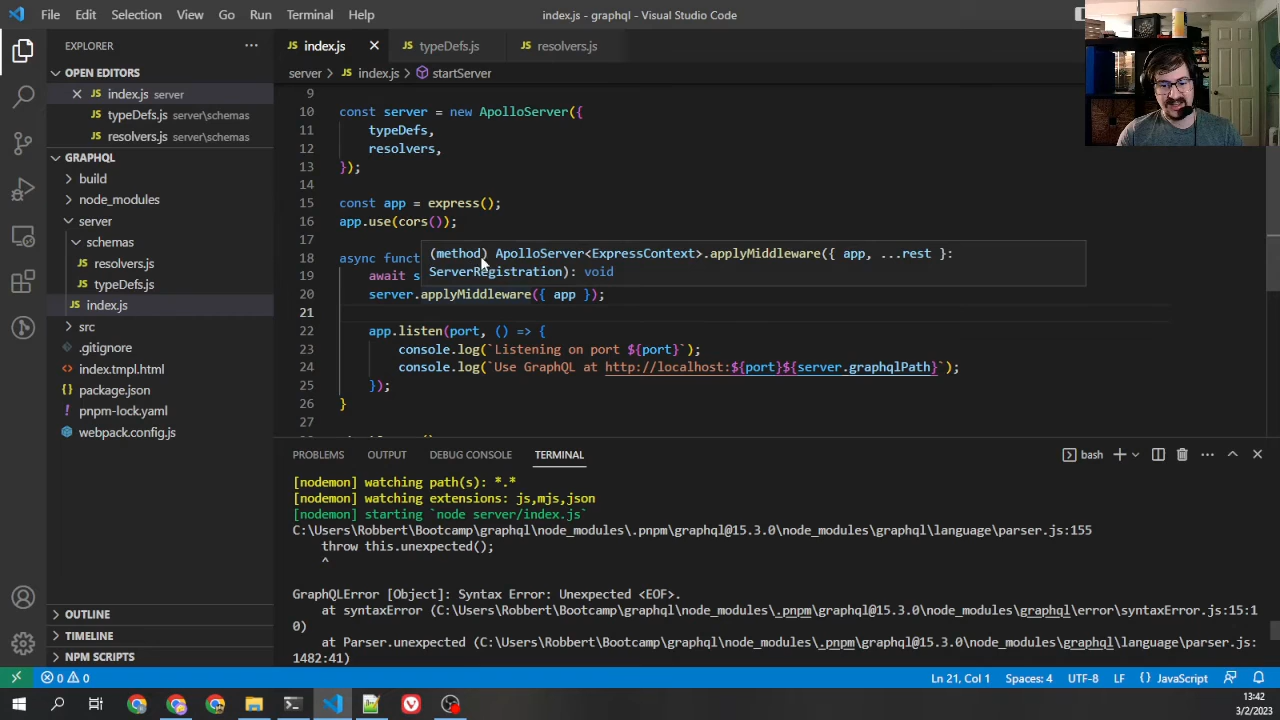 File Edit Selection View Go Run Terminal Help
index.js - graphql - Visual Studio Code
EXPLORER
OPEN EDITORS
index.js server
typeDefs.js server\schemas
resolvers.js server\schemas
GRAPHQL
build
node_modules
server
schemas
resolvers.js
typeDefs.js
index.js
src
.gitignore
index.tmpl.html
package.json
pnpm-lock.yaml
webpack.config.js
OUTLINE
TIMELINE
NPM SCRIPTS
index.js typeDefs.js resolvers.js
server > index.js > startServer
9
10 const server = new ApolloServer({
11 typeDefs,
12 resolvers,
13 });
14
15 const app = express();
16 app.use(cors());
17
18 async funct
(method) ApolloServer<ExpressContext>.applyMiddleware({ app, ...rest }:
ServerRegistration): void
19 await s
20 server.applyMiddleware({ app });
21
22 app.listen(port, () => {
23 console.log(`Listening on port ${port}`);
24 console.log(`Use GraphQL at http://localhost:${port}${server.graphqlPath}`);
25 });
26 }
27
PROBLEMS OUTPUT DEBUG CONSOLE TERMINAL bash
[nodemon] watching path(s): *.*
[nodemon] watching extensions: js,mjs,json
[nodemon] starting `node server/index.js`
C:\Users\Robbert\Bootcamp\graphql\node_modules\.pnpm\graphql@15.3.0\node_modules\graphql\language\parser.js:155
throw this.unexpected();
^
GraphQLError [Object]: Syntax Error: Unexpected <EOF>.
at syntaxError (C:\Users\Robbert\Bootcamp\graphql\node_modules\.pnpm\graphql@15.3.0\node_modules\graphql\error\syntaxError.js:15:1
0)
at Parser.unexpected (C:\Users\Robbert\Bootcamp\graphql\node_modules\.pnpm\graphql@15.3.0\node_modules\graphql\language\parser.js:
1482:41)
0 0 Ln 21, Col 1 Spaces: 4 UTF-8 LF {} JavaScript
13:42
3/2/2023